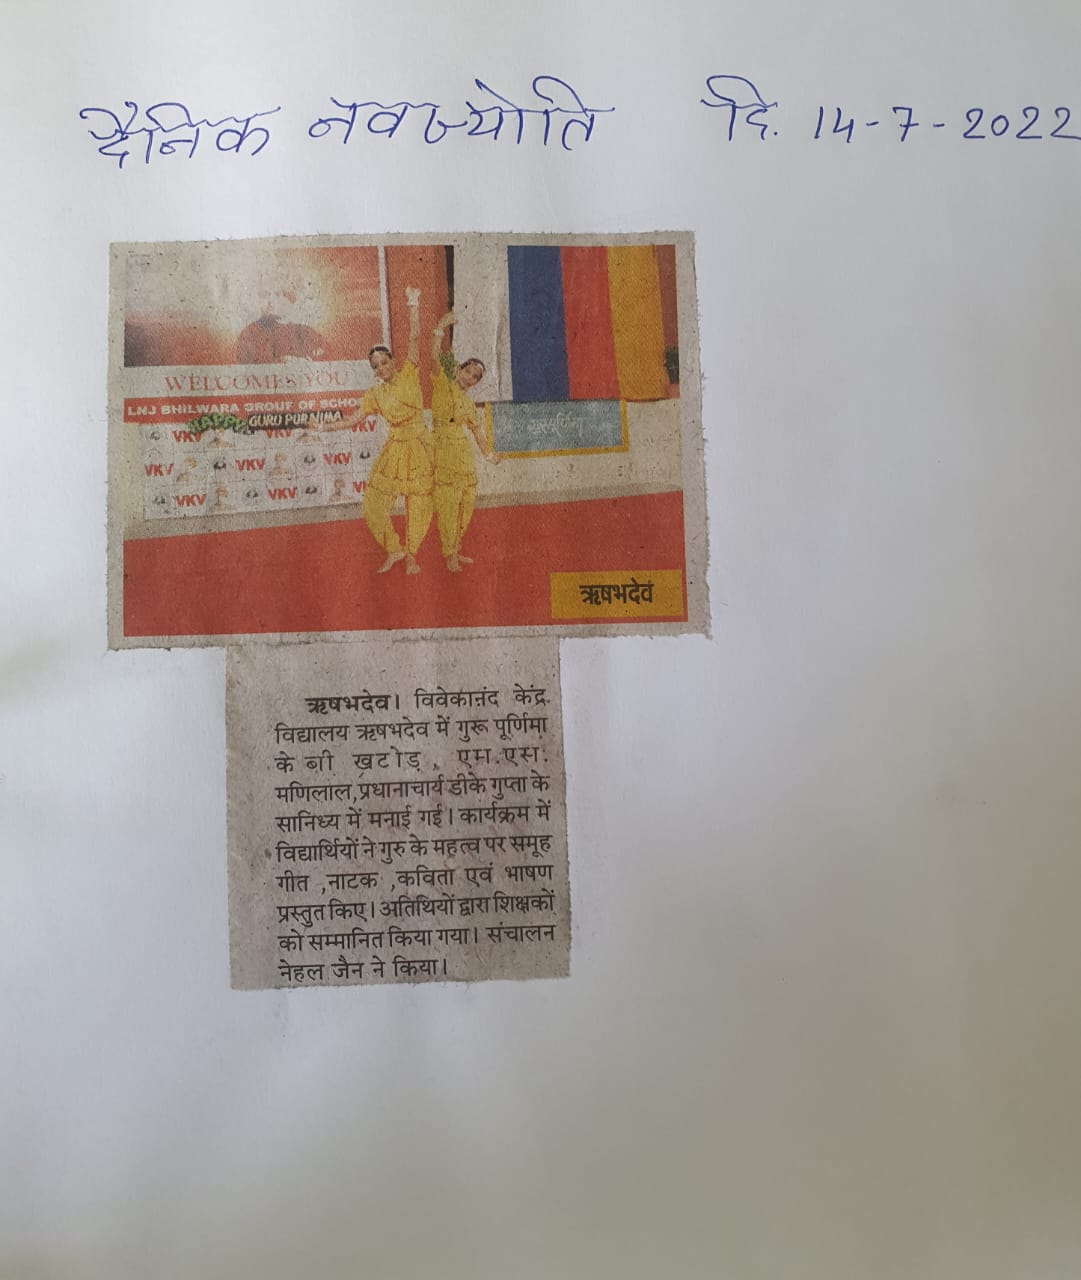 दैनिक नवज्योति दि. 14-7-2022
WELCOMES YOU
LNJ BHILWARA GROUP OF SCHO
HAPPY GURU PURNIMA
VKV VKV VKV
VKV VKV VKV
VKV VKV V
गुरुपूर्णिमा
ऋषभदेव
ऋषभदेव। विवेकानंद केंद्र
विद्यालय ऋषभदेव में गुरू पूर्णिमा
के बी खटोड़, एम.एस.
मणिलाल,प्रधानाचार्य डीके गुप्ता के
सानिध्य में मनाई गई। कार्यक्रम में
विद्यार्थियों ने गुरु के महत्व पर समूह
गीत ,नाटक ,कविता एवं भाषण
प्रस्तुत किए। अतिथियों द्वारा शिक्षकों
को सम्मानित किया गया। संचालन
नेहल जैन ने किया।